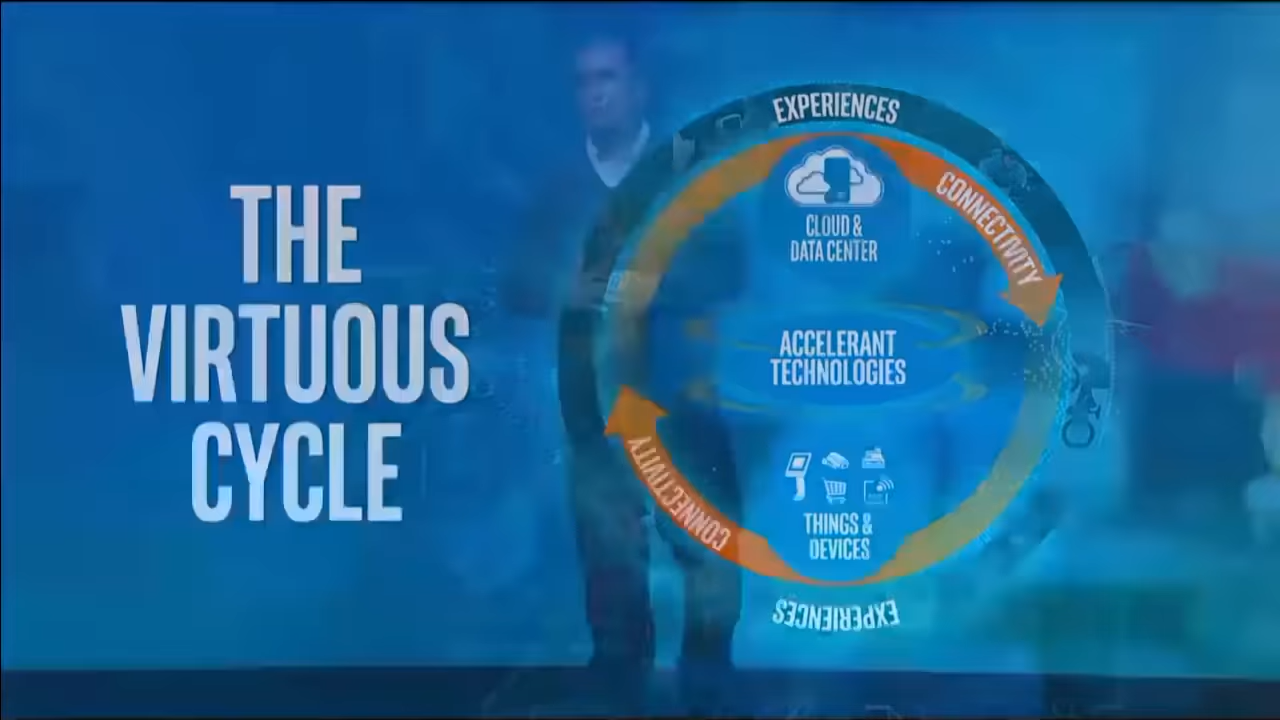 THE
VIRTUOUS
CYCLE
EXPERIENCES
CONNECTIVITY
CLOUD &
DATA CENTER
ACCELERANT
TECHNOLOGIES
CONNECTIVITY
THINGS &
DEVICES
EXPERIENCES